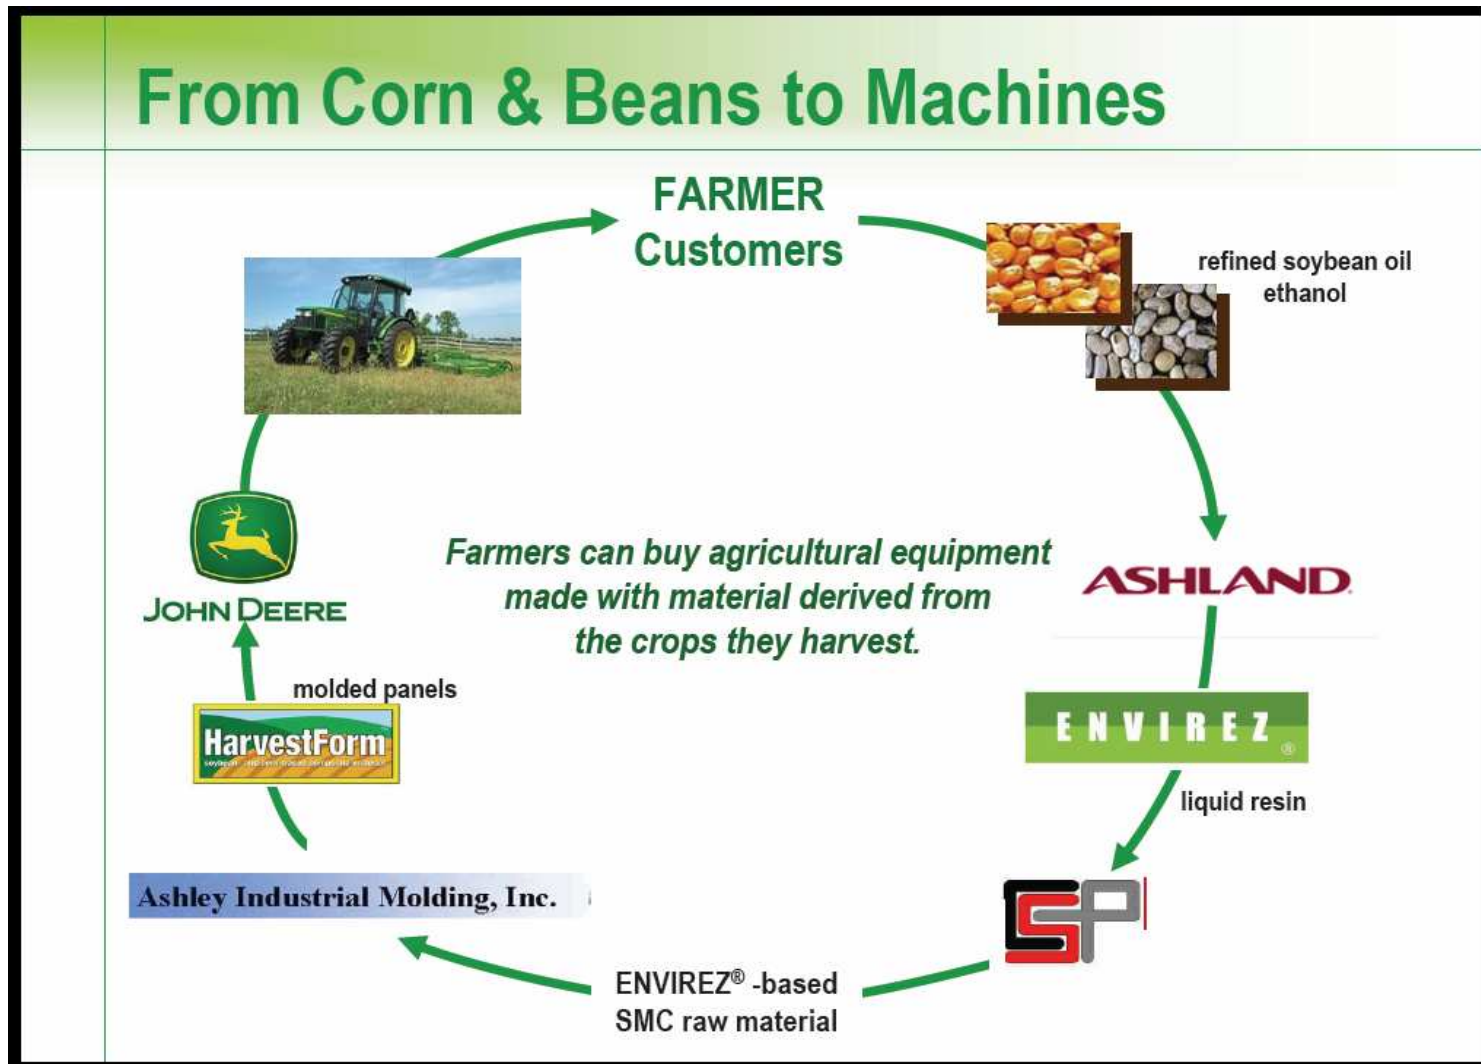 From Corn & Beans to Machines
FARMER
Customers
refined soybean oil
ethanol
JOHN DEERE
Farmers can buy agricultural equipment
made with material derived from
the crops they harvest.
ASHLAND
molded panels
HarvestForm
ENVIREZ®
liquid resin
CSP
Ashley Industrial Molding, Inc.
ENVIREZ® -based
SMC raw material